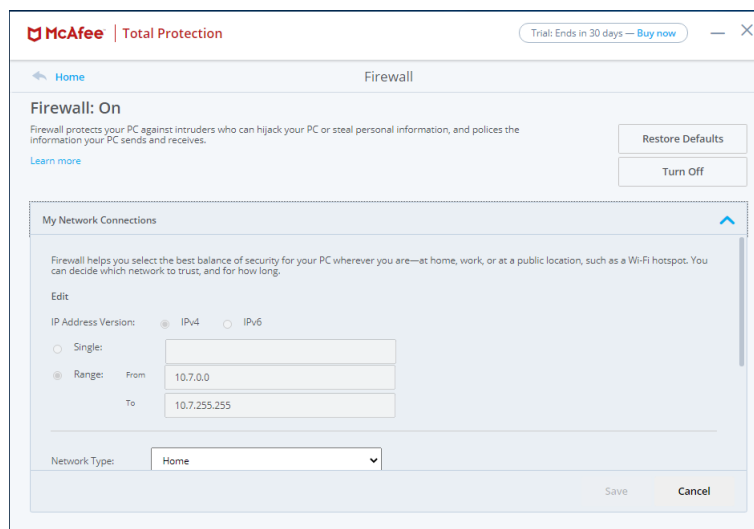 McAfee | Total Protection
Trial: Ends in 30 days — Buy now
Home
Firewall
Firewall: On
Firewall protects your PC against intruders who can hijack your PC or steal personal information, and polices the
information your PC sends and receives.
Learn more
Restore Defaults
Turn Off
My Network Connections
Firewall helps you select the best balance of security for your PC wherever you are—at home, work, or at a public location, such as a Wi-Fi hotspot. You
can decide which network to trust, and for how long.
Edit
IP Address Version: IPv4 IPv6
Single:
Range: From 10.7.0.0
To 10.7.255.255
Network Type: Home
Save Cancel